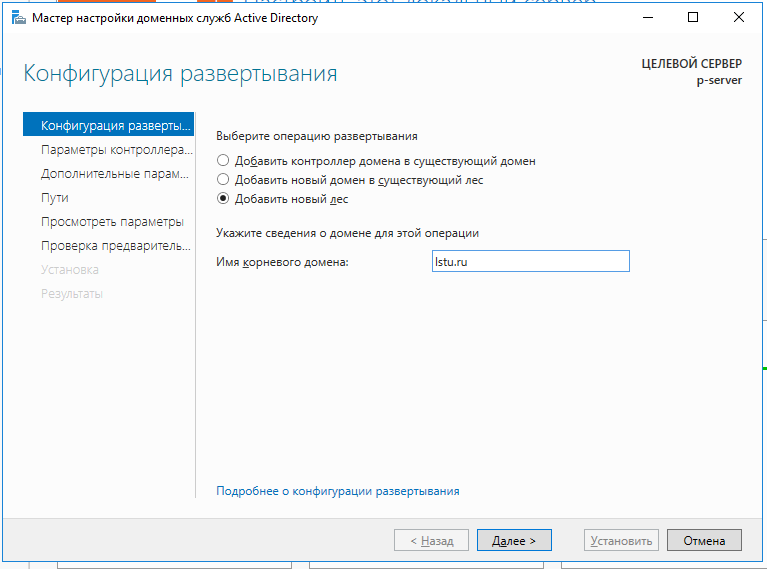 Мастер настройки доменных служб Active Directory
Конфигурация развертывания
ЦЕЛЕВОЙ СЕРВЕР
p-server
Конфигурация разверты...
Параметры контроллера...
Дополнительные парам...
Пути
Просмотреть параметры
Проверка предваритель...
Установка
Результаты
Выберите операцию развертывания
Добавить контроллер домена в существующий домен
Добавить новый домен в существующий лес
Добавить новый лес
Укажите сведения о домене для этой операции
Имя корневого домена:
lstu.ru
Подробнее о конфигурации развертывания
< Назад
Далее >
Установить
Отмена